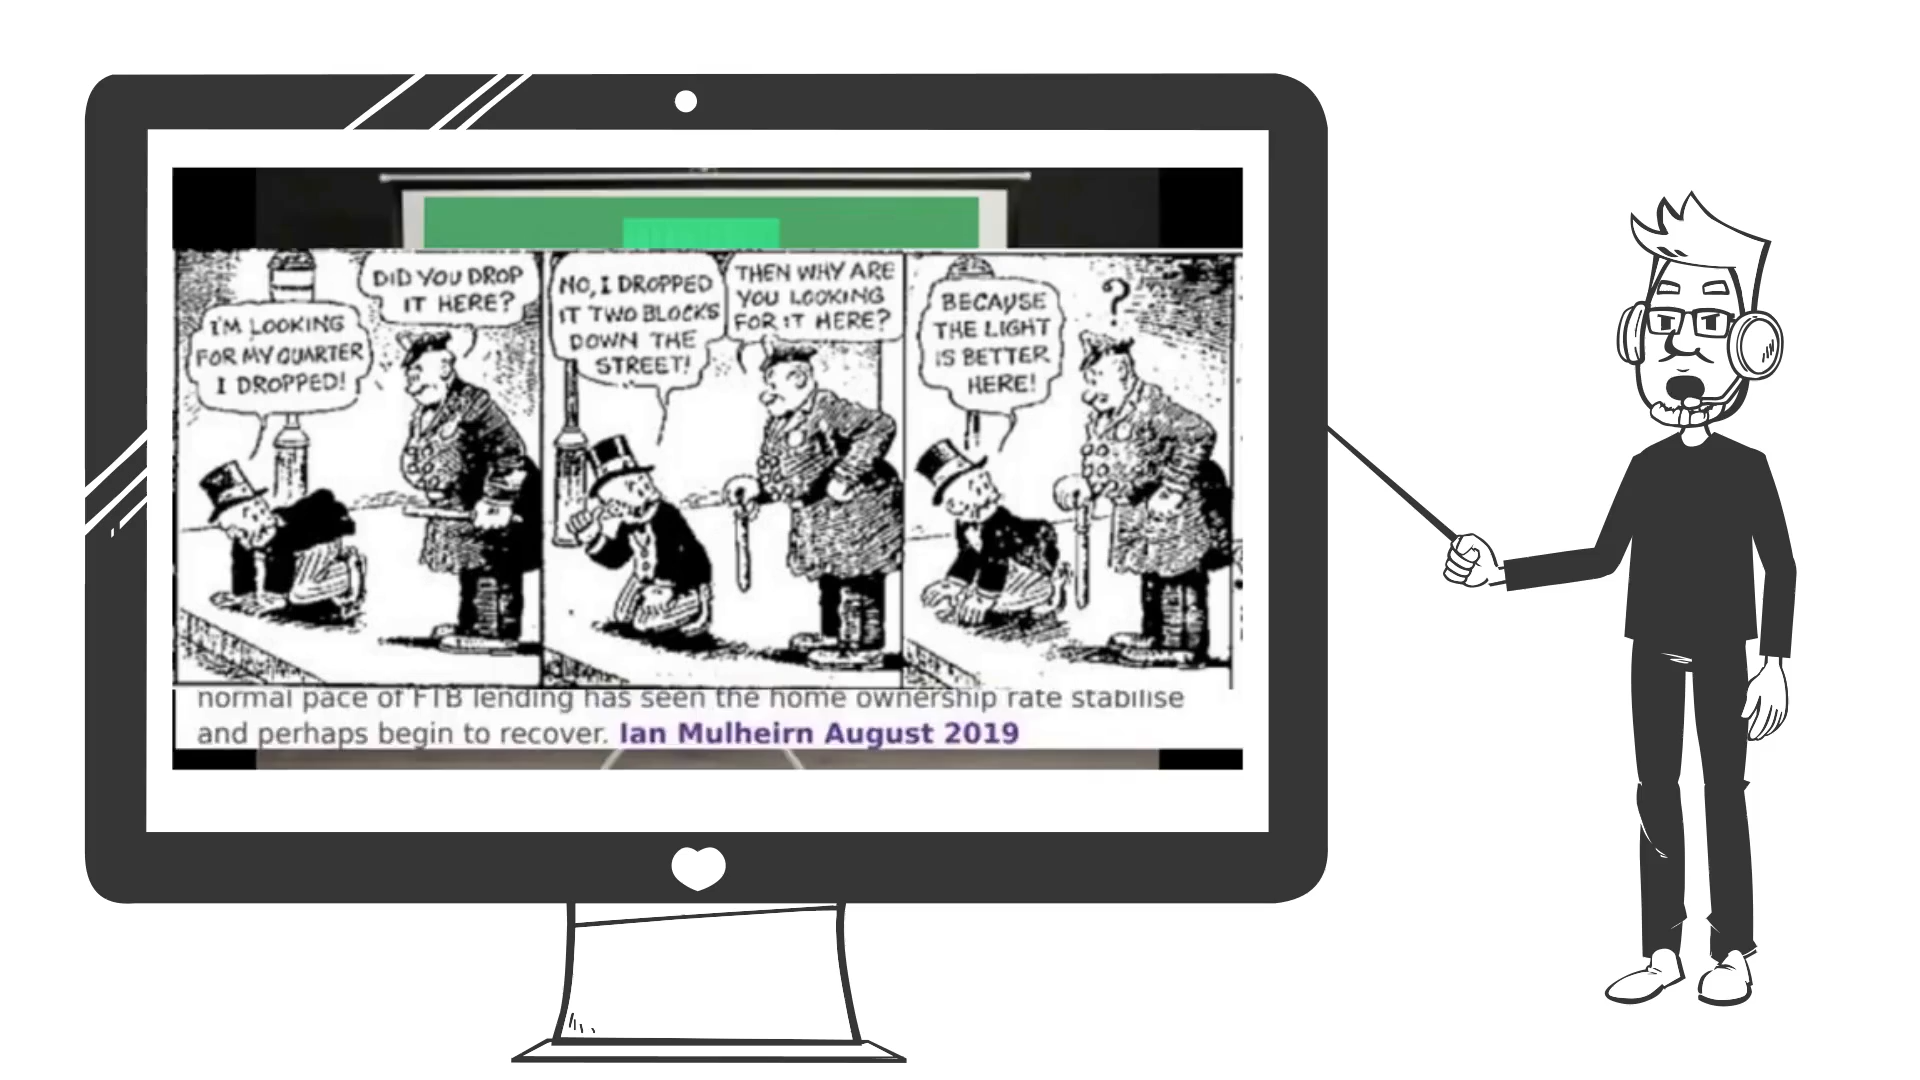 I'M LOOKING
FOR MY QUARTER
I DROPPED!
DID YOU DROP
IT HERE?
NO, I DROPPED
IT TWO BLOCKS
DOWN THE
STREET!
THEN WHY ARE
YOU LOOKING
FOR IT HERE?
BECAUSE
THE LIGHT
IS BETTER
HERE!
?
normal pace of FTB lending has seen the home ownership rate stabilise
and perhaps begin to recover. Ian Mulheirn August 2019